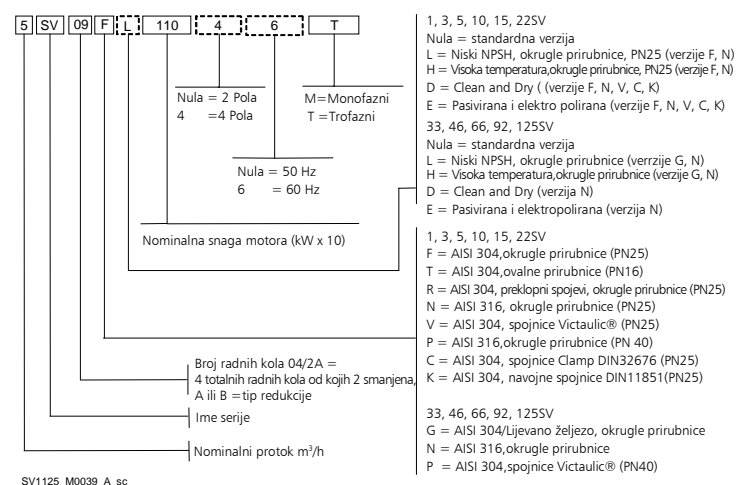 5 SV 09 F L 110 4 6 T
Nula = 2 Pola
4 =4 Pola
M=Monofazni
T =Trofazni
Nula = 50 Hz
6 = 60 Hz
Nominalna snaga motora (kW x 10)
Broj radnih kola 04/2A =
4 totalnih radnih kola od kojih 2 smanjena,
A ili B =tip redukcije
Ime serije
Nominalni protok m³/h
SV1125_M0039_A_sc
1, 3, 5, 10, 15, 22SV
Nula = standardna verzija
L = Niski NPSH, okrugle prirubnice, PN25 (verzije F, N)
H = Visoka temperatura,okrugle prirubnice, PN25 (verzije F, N)
D = Clean and Dry ( (verzije F, N, V, C, K)
E = Pasivirana i elektro polirana (verzije F, N, V, C, K)
33, 46, 66, 92, 125SV
Nula = standardna verzija
L = Niski NPSH, okrugle prirubnice (verrzije G, N)
H = Visoka temperatura,okrugle prirubnice (verzije G, N)
D = Clean and Dry (verzija N)
E = Pasivirana i elektropolirana (verzija N)
1, 3, 5, 10, 15, 22SV
F = AISI 304,okrugle prirubnice (PN25)
T = AISI 304,ovalne prirubnice (PN16)
R = AISI 304, preklopni spojevi, okrugle prirubnice (PN25)
N = AISI 316, okrugle prirubnice (PN25)
V = AISI 304, spojnice Victaulic® (PN25)
P = AISI 316,okrugle prirubnice (PN 40)
C = AISI 304, spojnice Clamp DIN32676 (PN25)
K = AISI 304, navojne spojnice DIN11851(PN25)
33, 46, 66, 92, 125SV
G = AISI 304/Lijevano željezo, okrugle prirubnice
N = AISI 316,okrugle prirubnice
P = AISI 304,spojnice Victaulic® (PN40)